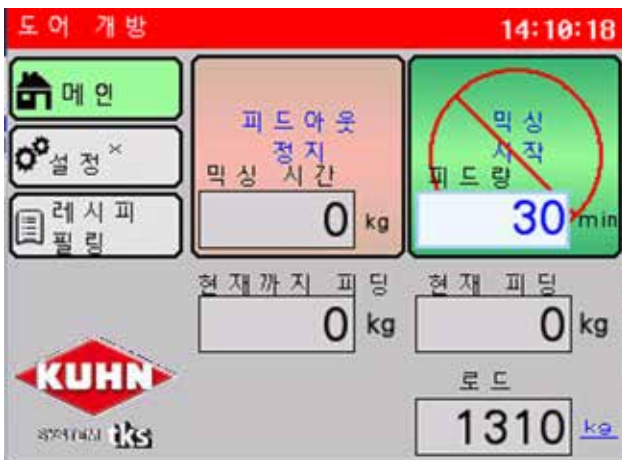 도어 개방 14:10:18
메인
설정 ×
레시피
필링
피드아웃
정지
믹싱 시간
0 kg
믹싱
시작
피드량
30 min
현재까지 피딩
0 kg
현재 피딩
0 kg
로드
1310 kg
KUHN
tks